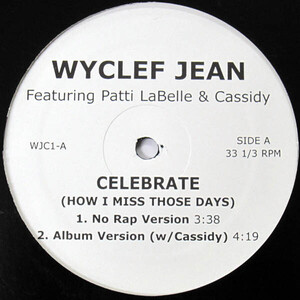 WYCLEF JEAN
Featuring Patti LaBelle & Cassidy
WJC1-A
SIDE A
33 1/3 RPM
CELEBRATE
(HOW I MISS THOSE DAYS)
1. No Rap Version 3:38
2. Album Version (w/Cassidy) 4:19